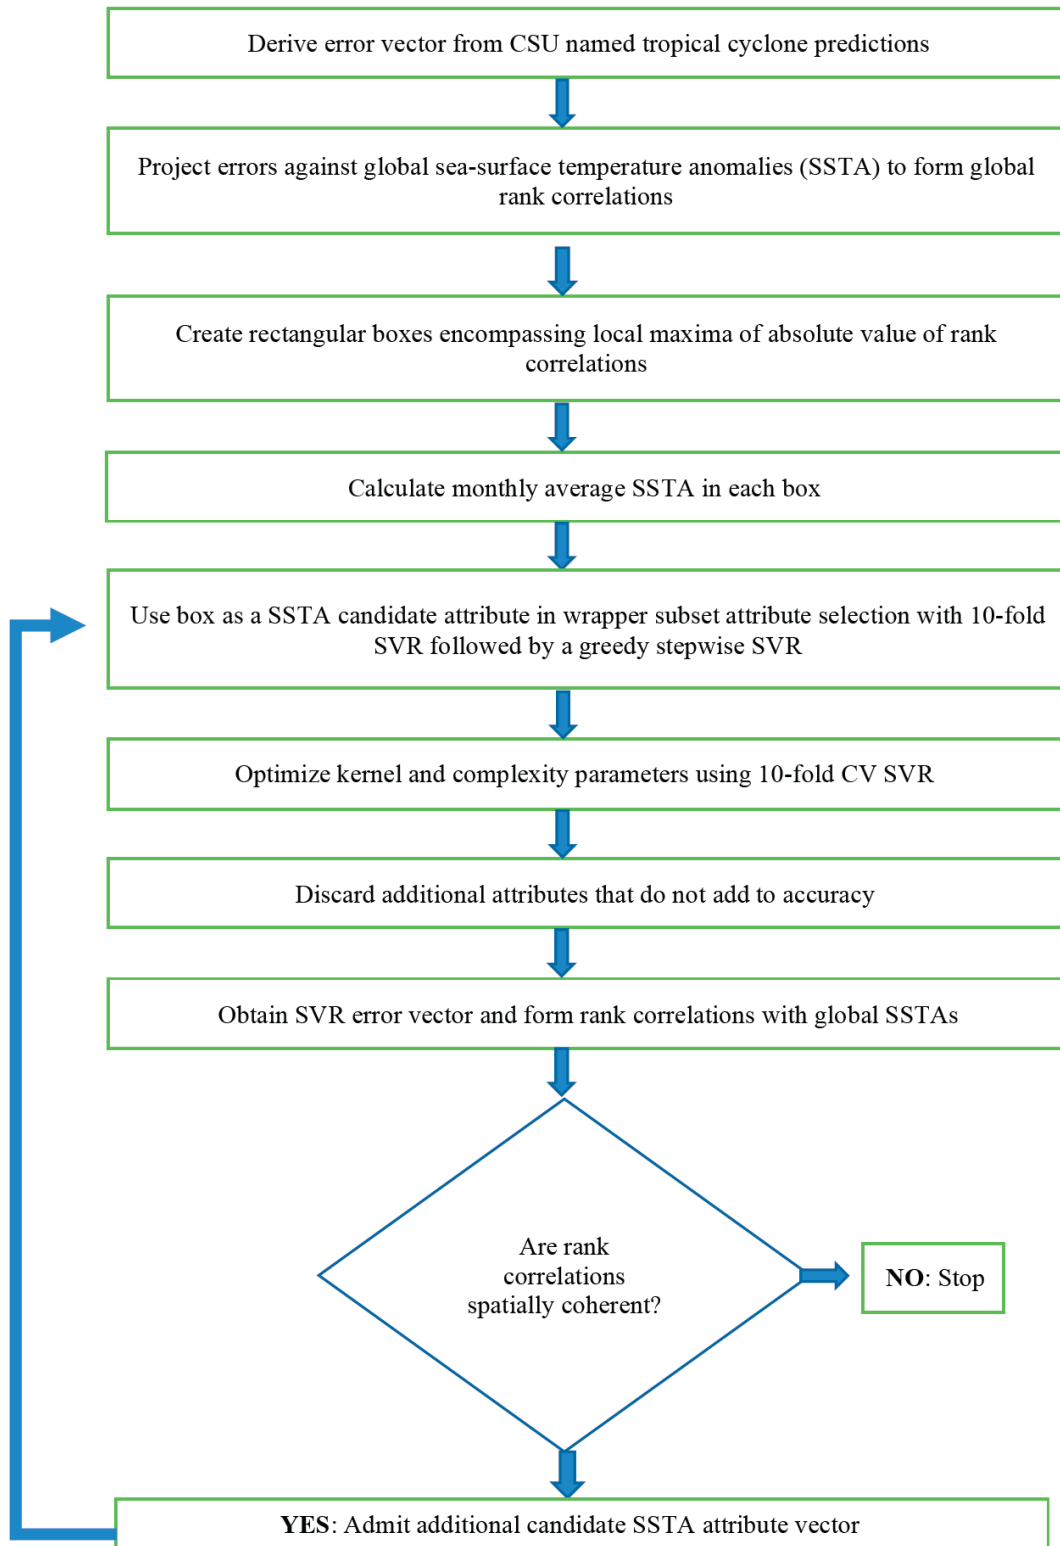 Derive error vector from CSU named tropical cyclone predictions
Project errors against global sea-surface temperature anomalies (SSTA) to form global
rank correlations
Create rectangular boxes encompassing local maxima of absolute value of rank
correlations
Calculate monthly average SSTA in each box
Use box as a SSTA candidate attribute in wrapper subset attribute selection with 10-fold
SVR followed by a greedy stepwise SVR
Optimize kernel and complexity parameters using 10-fold CV SVR
Discard additional attributes that do not add to accuracy
Obtain SVR error vector and form rank correlations with global SSTAs
Are rank
correlations
spatially coherent?
NO: Stop
YES: Admit additional candidate SSTA attribute vector